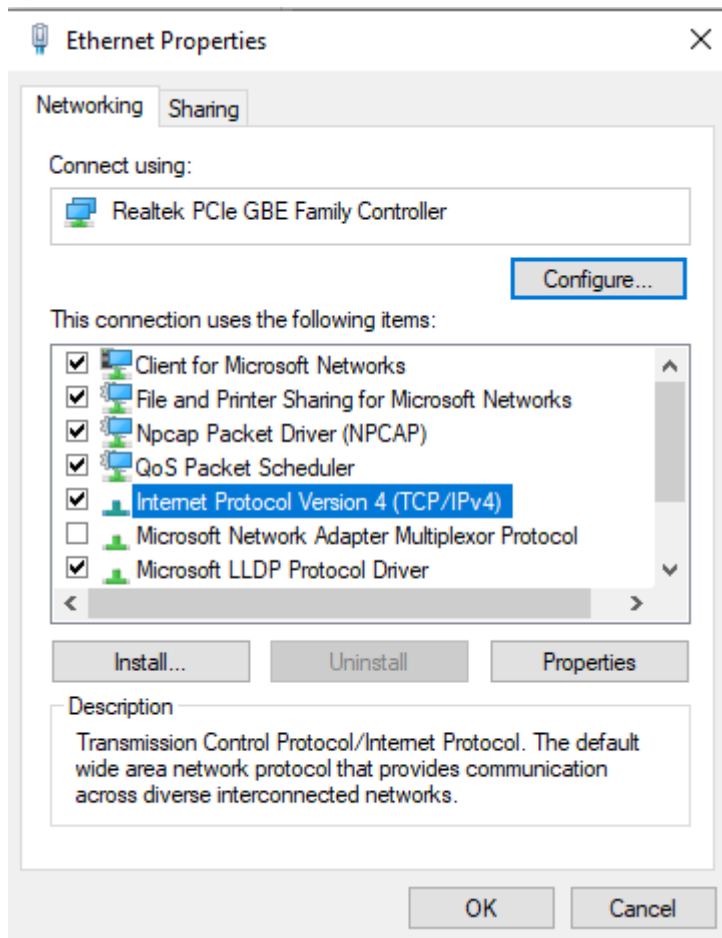 Ethernet Properties
Networking
Sharing
Connect using:
Realtek PCIe GBE Family Controller
Configure...
This connection uses the following items:
Client for Microsoft Networks
File and Printer Sharing for Microsoft Networks
Npcap Packet Driver (NPCAP)
QoS Packet Scheduler
Internet Protocol Version 4 (TCP/IPv4)
Microsoft Network Adapter Multiplexor Protocol
Microsoft LLDP Protocol Driver
Install...
Uninstall
Properties
Description
Transmission Control Protocol/Internet Protocol. The default
wide area network protocol that provides communication
across diverse interconnected networks.
OK
Cancel